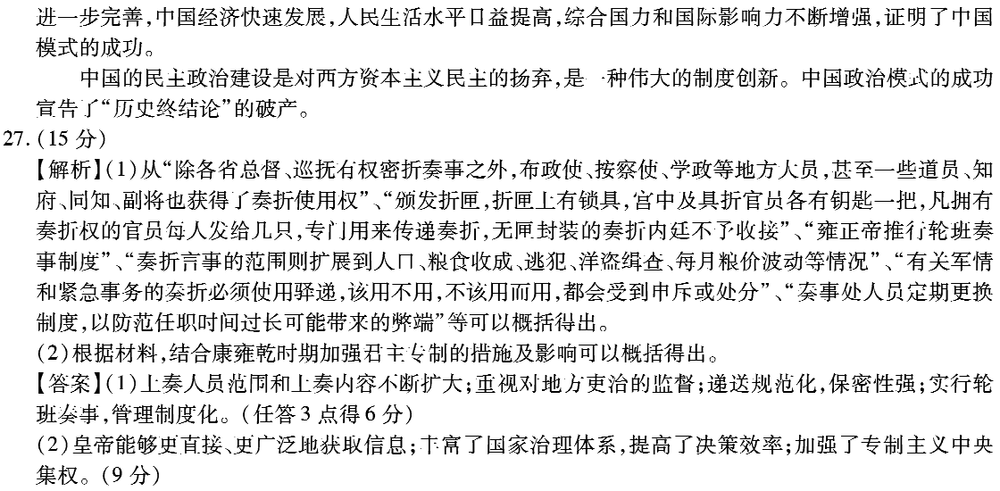 进一步完善,中国经济快速发展,人民生活水平日益提高,综合国力和国际影响力不断增强,证明了中国
模式的成功。
中国的民主政治建设是对西方资本主义民主的扬弃,是一种伟大的制度创新。中国政治模式的成功
宣告了“历史终结论”的破产。
27.(15 分)
【解析】(1)从“除各省总督、巡抚有权密折奏事之外,布政使、按察使、学政等地方大员,甚至一些道员、知
府、同知、副将也获得了奏折使用权”、“颁发折匣,折匣上有锁具,宫中及具折官员各有钥匙一把,凡拥有
奏折权的官员每人发给几只,专门用来传递奏折,无匣封装的奏折内廷不予收接”、“雍正帝推行轮班奏
事制度”、“奏折言事的范围则扩展到人口、粮食收成、逃犯、洋盗缉查、每月粮价波动等情况”、“有关军情
和紧急事务的奏折必须使用驿递,该用不用,不该用而用,都会受到申斥或处分”、“奏事处人员定期更换
制度,以防范任职时间过长可能带来的弊端”等可以概括得出。
(2)根据材料,结合康雍乾时期加强君主专制的措施及影响可以概括得出。
【答案】(1)上奏人员范围和上奏内容不断扩大;重视对地方吏治的监督;递送规范化,保密性强;实行轮
班奏事,管理制度化。(任答 3 点得 6 分)
(2)皇帝能够更直接、更广泛地获取信息;丰富了国家治理体系,提高了决策效率;加强了专制主义中央
集权。(9 分)